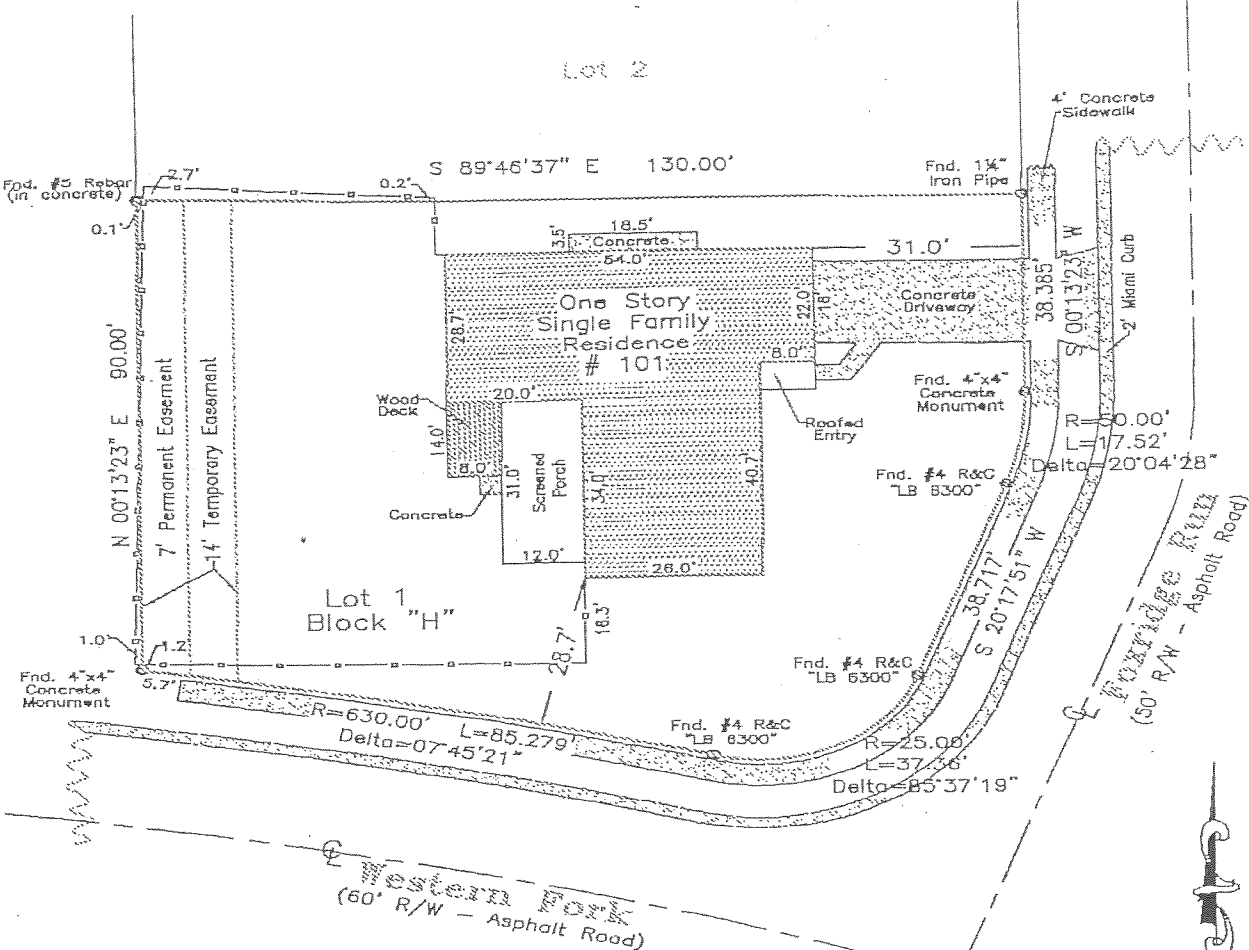 Lot 2
4' Concrete
Sidewalk
S 89°46'37" E 130.00'
Fnd. 1¼"
Iron Pipe
Fnd. #5 Rebar
(in concrete)
2.7'
0.2'
0.1'
18.5'
3.5'
Concrete
54.0'
31.0'
One Story
Single Family
Residence
# 101
28.7'
22.0'
16'
Concrete
Driveway
38.385'
S 00°13'23" W
2' Miami Curb
8.0'
N 00°13'23" E 90.00'
7' Permanent Easement
14' Temporary Easement
Wood
Deck
20.0'
14.0'
8.0'
31.0'
Screened
Porch
34.0'
40.7'
Roofed
Entry
Fnd. 4"x4"
Concrete
Monument
R=50.00'
L=17.52'
Delta=20°04'28"
Fnd. #4 R&C
"LB 6300"
Concrete
12.0'
26.0'
Lot 1
Block "H"
16.3'
28.7'
38.717'
S 20°17'51" W
Foxridge Run
(50' R/W - Asphalt Road)
1.0'
1.2'
5.7'
Fnd. 4"x4"
Concrete
Monument
Fnd. #4 R&C
"LB 6300"
R=630.00' L=85.279'
Delta=07°45'21"
Fnd. #4 R&C
"LB 6300"
R=25.00'
L=37.36'
Delta=85°37'19"
Western Fork
(60' R/W - Asphalt Road)